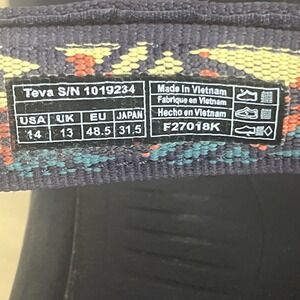 Teva S/N 1019234
USA UK EU JAPAN
14 13 48.5 31.5
Made in Vietnam
Fabrique en Vietnam
Hecho en Vietnam
F27018K